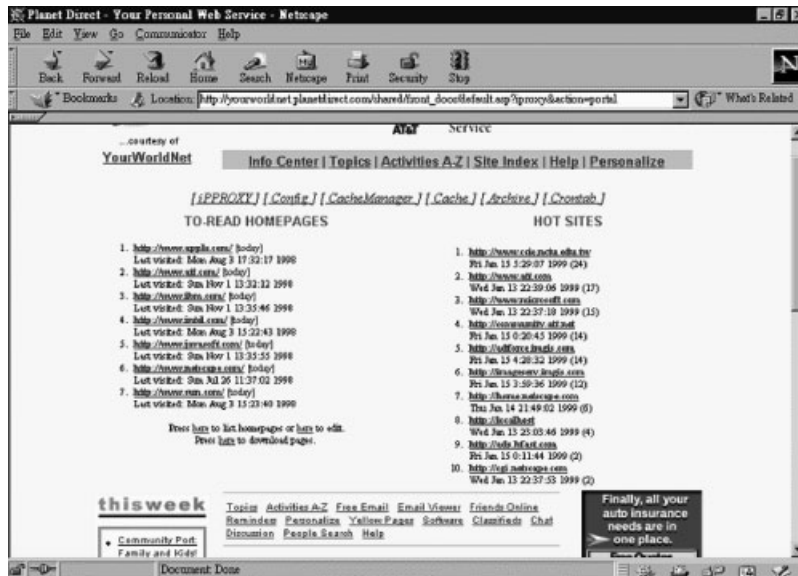 Planet Direct - Your Personal Web Service - Netscape
File Edit View Go Communicator Help
Back Forward Reload Home Search Netscape Print Security Stop
Bookmarks Location: http://yourworldnet.planetdirect.com/shared/front_door/default.asp?iproxy&action=portal What's Related
AT&T Service
...courtesy of
YourWorldNet
Info Center | Topics | Activities A-Z | Site Index | Help | Personalize
[ iPPROXY ] [ Config ] [ CacheManager ] [ Cache ] [ Archive ] [ Crontab ]
TO-READ HOMEPAGES
1. http://www.apple.com/ [today]
Last visited: Mon Aug 3 17:32:17 1998
2. http://www.att.com/ [today]
Last visited: Sun Nov 1 13:32:12 1998
3. http://www.ibm.com/ [today]
Last visited: Sun Nov 1 13:35:46 1998
4. http://www.intel.com/ [today]
Last visited: Mon Aug 3 15:22:43 1998
5. http://www.javasoft.com/ [today]
Last visited: Sun Nov 1 13:35:55 1998
6. http://www.netscape.com/ [today]
Last visited: Sun Jul 26 11:37:02 1998
7. http://www.sun.com/ [today]
Last visited: Mon Aug 3 15:23:40 1998
Press here to list homepages or here to edit.
Press here to download pages.
HOT SITES
1. http://www.cde.nctu.edu.tw
Fri Jan 15 5:29:07 1999 (24)
2. http://www.att.com
Wed Jan 13 22:39:06 1999 (17)
3. http://www.microsoft.com
Wed Jan 13 22:37:18 1999 (15)
4. http://community.att.net
Fri Jan 15 0:20:45 1999 (14)
5. http://adforce.imgis.com
Fri Jan 15 4:28:32 1999 (14)
6. http://imageserv.imgis.com
Fri Jan 15 3:59:36 1999 (12)
7. http://home.netscape.com
Thu Jan 14 21:49:02 1999 (6)
8. http://localhost
Wed Jan 13 23:03:46 1999 (4)
9. http://ads.lifast.com
Fri Jan 15 0:11:44 1999 (2)
10. http://cgi.netscape.com
Wed Jan 13 22:37:53 1999 (2)
thisweek
Community Port:
Family and Kids!
Topics Activities A-Z Free Email Email Viewer Friends Online
Reminders Personalize Yellow Pages Software Classifieds Chat
Discussion People Search Help
Finally, all your
auto insurance
needs are in
one place.
Document: Done